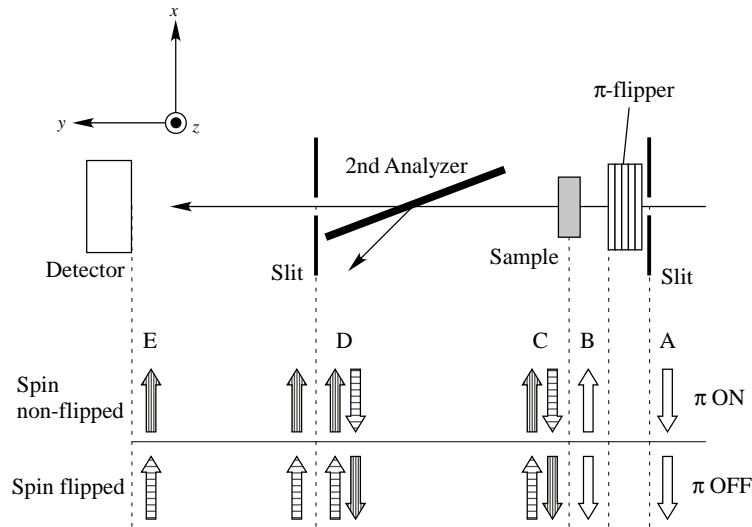 x
π-flipper
y
z
2nd Analyzer
Detector
Slit
Sample
Slit
E
D
C
B
A
Spin
non-flipped
π ON
Spin flipped
π OFF